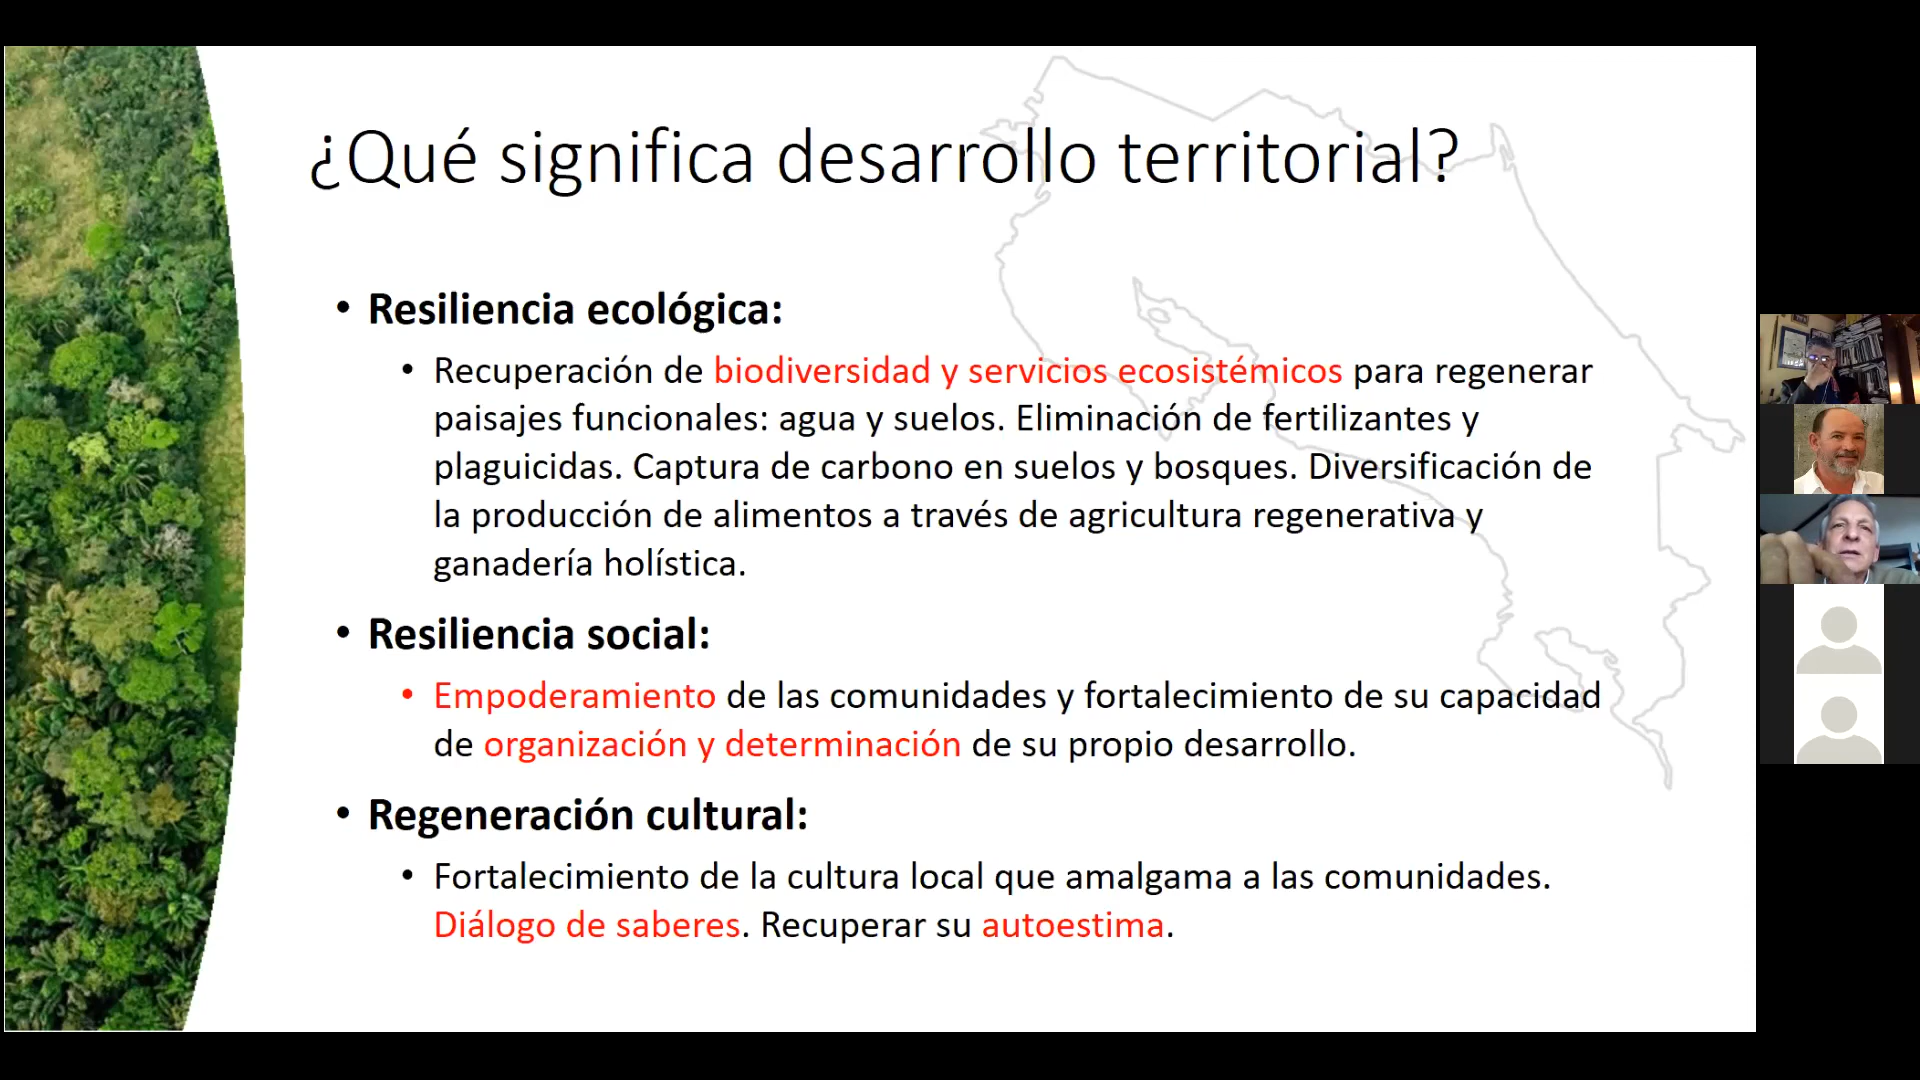 ¿Qué significa desarrollo territorial?
• Resiliencia ecológica:
• Recuperación de biodiversidad y servicios ecosistémicos para regenerar
paisajes funcionales: agua y suelos. Eliminación de fertilizantes y
plaguicidas. Captura de carbono en suelos y bosques. Diversificación de
la producción de alimentos a través de agricultura regenerativa y
ganadería holística.
• Resiliencia social:
• Empoderamiento de las comunidades y fortalecimiento de su capacidad
de organización y determinación de su propio desarrollo.
• Regeneración cultural:
• Fortalecimiento de la cultura local que amalgama a las comunidades.
Diálogo de saberes. Recuperar su autoestima.